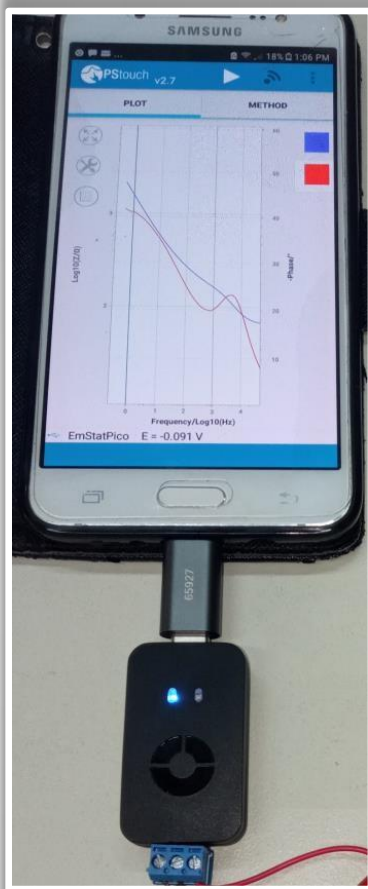 SAMSUNG
18% 1:06 PM
PStouch v2.7
PLOT
METHOD
Log10(Z/Ω)
-Phase/°
10
0
1
2
3
4
Frequency/Log10(Hz)
EmStatPico E = -0.091 V
65927